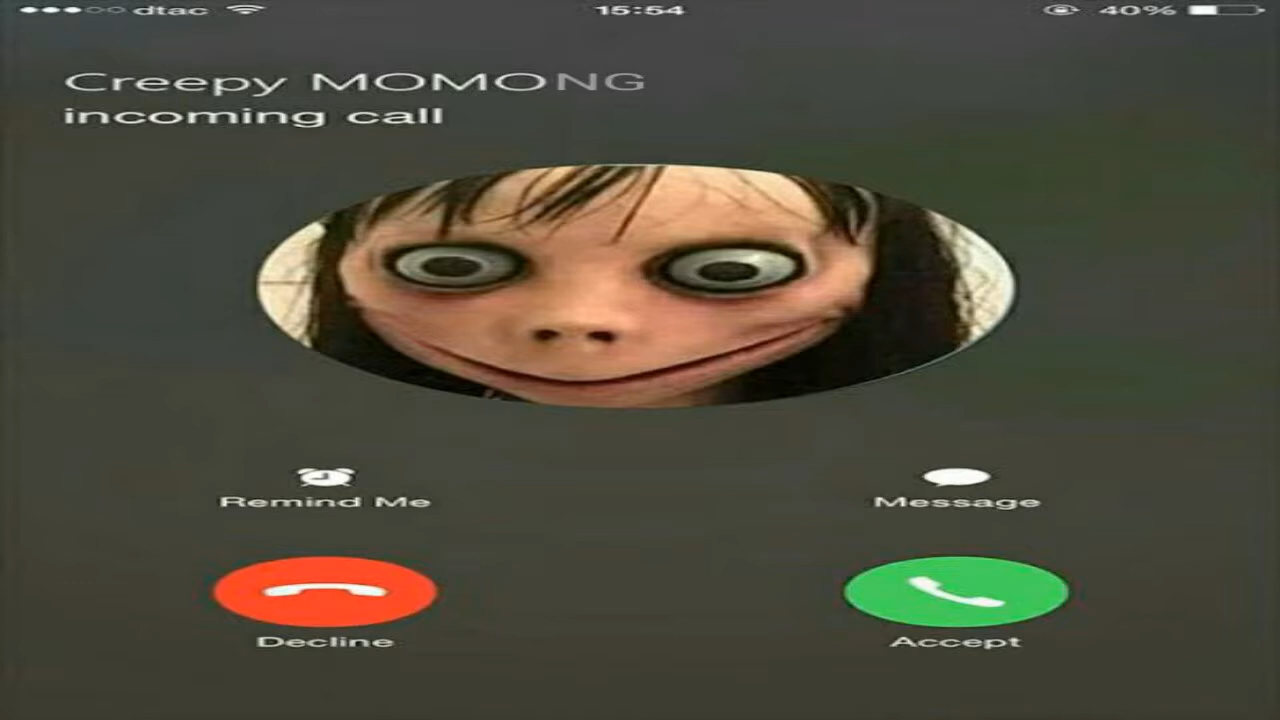 dtac 15:54 40%
Creepy MOMONG
incoming call
Remind Me Message
Decline Accept